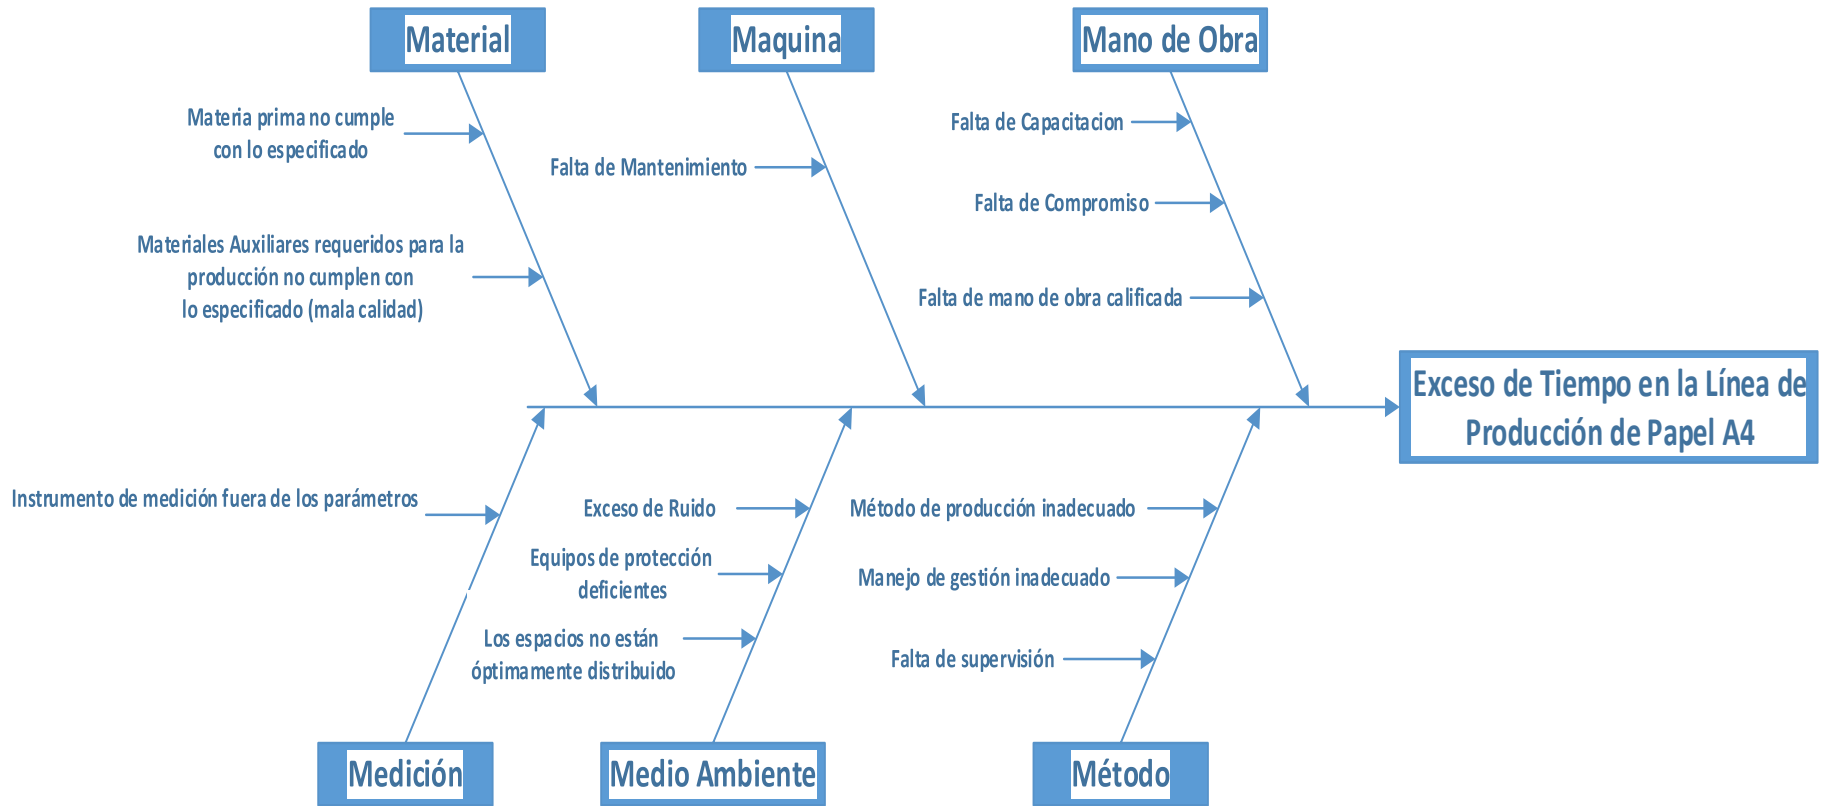 Material
Maquina
Mano de Obra
Materia prima no cumple
con lo especificado
Materiales Auxiliares requeridos para la
producción no cumplen con
lo especificado (mala calidad)
Falta de Mantenimiento
Falta de Capacitacion
Falta de Compromiso
Falta de mano de obra calificada
Exceso de Tiempo en la Línea de
Producción de Papel A4
Instrumento de medición fuera de los parámetros
Exceso de Ruido
Equipos de protección
deficientes
Los espacios no están
óptimamente distribuido
Método de producción inadecuado
Manejo de gestión inadecuado
Falta de supervisión
Medición
Medio Ambiente
Método